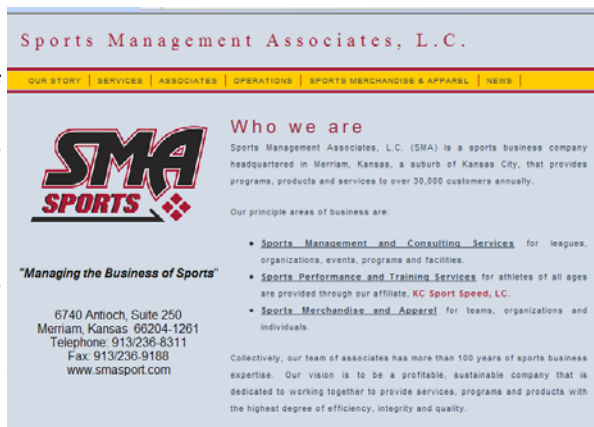 Sports Management Associates, L.C.
OUR STORY | SERVICES | ASSOCIATES | OPERATIONS | SPORTS MERCHANDISE & APPAREL | NEWS |
SMA
SPORTS
"Managing the Business of Sports"
6740 Antioch, Suite 250
Merriam, Kansas 66204-1261
Telephone: 913/236-8311
Fax: 913/236-9188
www.smasport.com
Who we are
Sports Management Associates, L.C. (SMA) is a sports business company
headquartered in Merriam, Kansas, a suburb of Kansas City, that provides
programs, products and services to over 30,000 customers annually.
Our principle areas of business are:
• Sports Management and Consulting Services for leagues,
organizations, events, programs and facilities.
• Sports Performance and Training Services for athletes of all ages
are provided through our affiliate, KC Sport Speed, LC.
• Sports Merchandise and Apparel for teams, organizations and
individuals.
Collectively, our team of associates has more than 100 years of sports business
expertise. Our vision is to be a profitable, sustainable company that is
dedicated to working together to provide services, programs and products with
the highest degree of efficiency, integrity and quality.